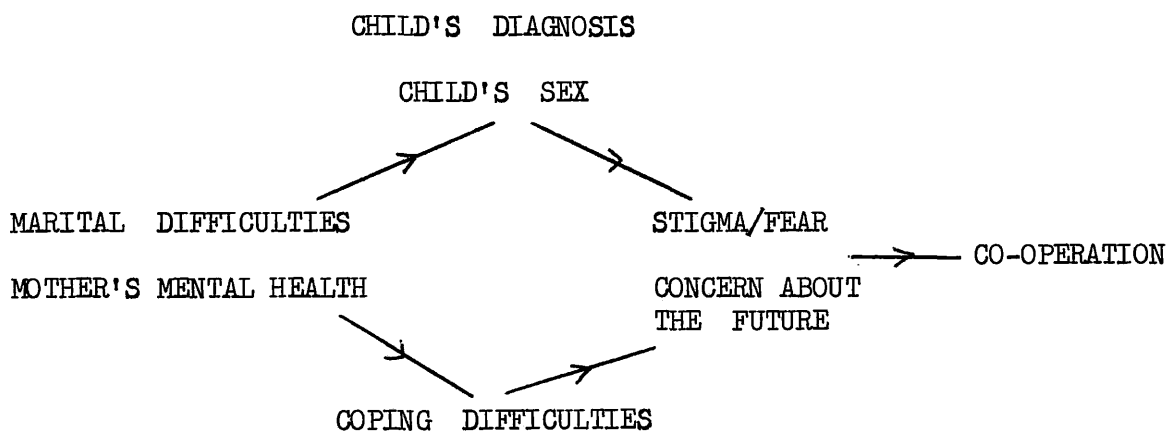 CHILD'S DIAGNOSIS
CHILD'S SEX
MARITAL DIFFICULTIES
STIGMA/FEAR
CO-OPERATION
MOTHER'S MENTAL HEALTH
CONCERN ABOUT
THE FUTURE
COPING DIFFICULTIES